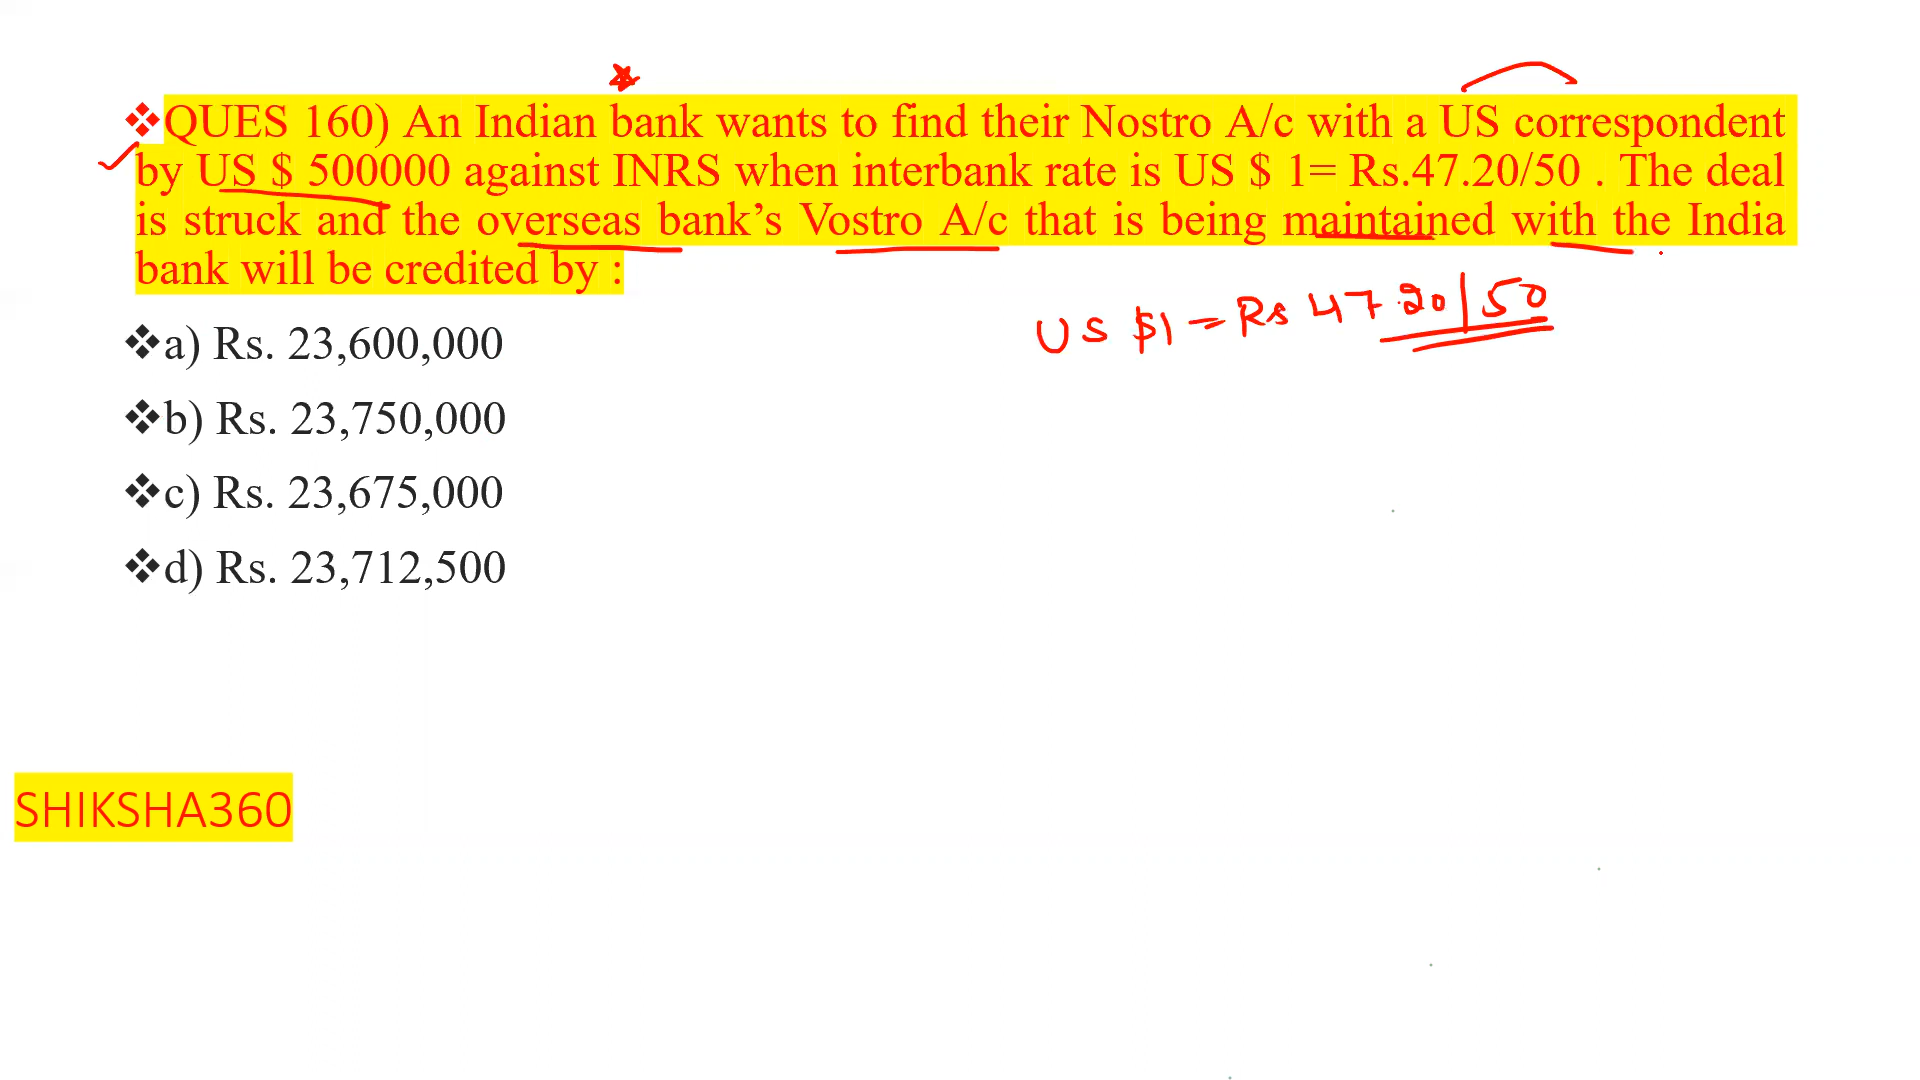 ❖QUES 160) An Indian bank wants to find their Nostro A/c with a US correspondent
by US $ 500000 against INRS when interbank rate is US $ 1= Rs.47.20/50 . The deal
is struck and the overseas bank’s Vostro A/c that is being maintained with the India
bank will be credited by :
US $1 = Rs 47.20/50
❖a) Rs. 23,600,000
❖b) Rs. 23,750,000
❖c) Rs. 23,675,000
❖d) Rs. 23,712,500
SHIKSHA360